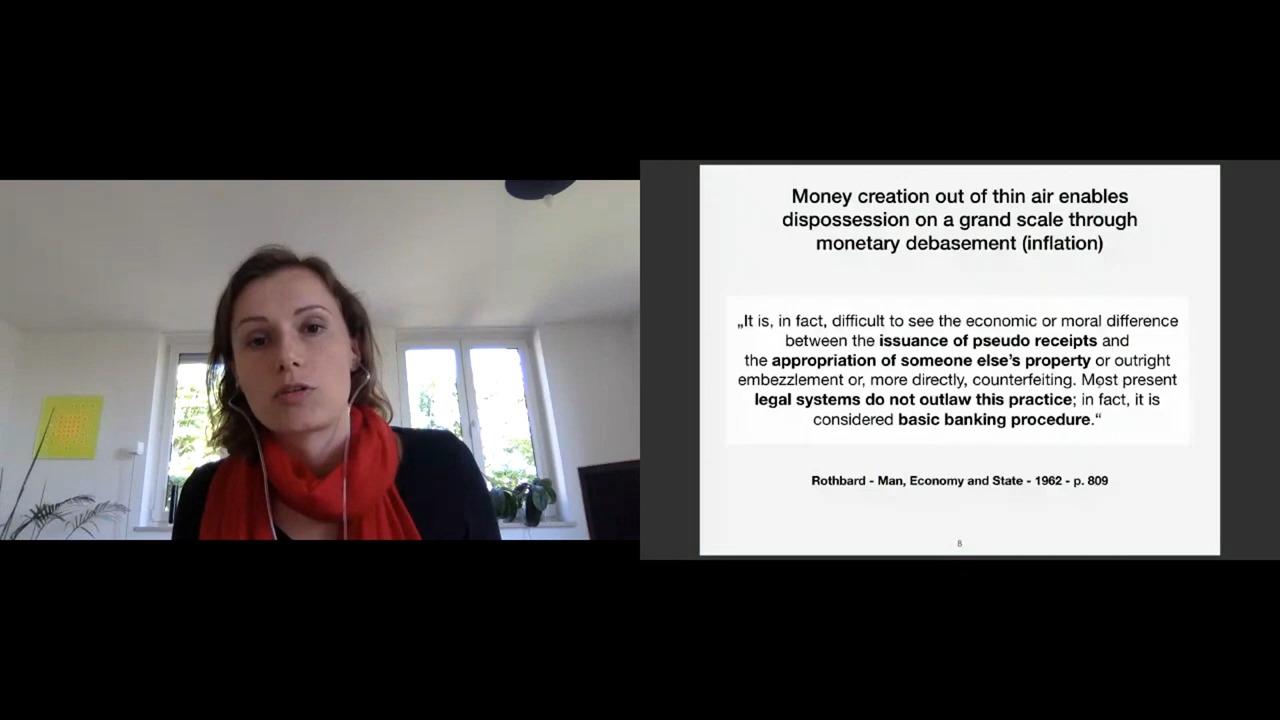 Money creation out of thin air enables
dispossession on a grand scale through
monetary debasement (inflation)
„It is, in fact, difficult to see the economic or moral difference
between the issuance of pseudo receipts and
the appropriation of someone else’s property or outright
embezzlement or, more directly, counterfeiting. Most present
legal systems do not outlaw this practice; in fact, it is
considered basic banking procedure.“
Rothbard - Man, Economy and State - 1962 - p. 809
8